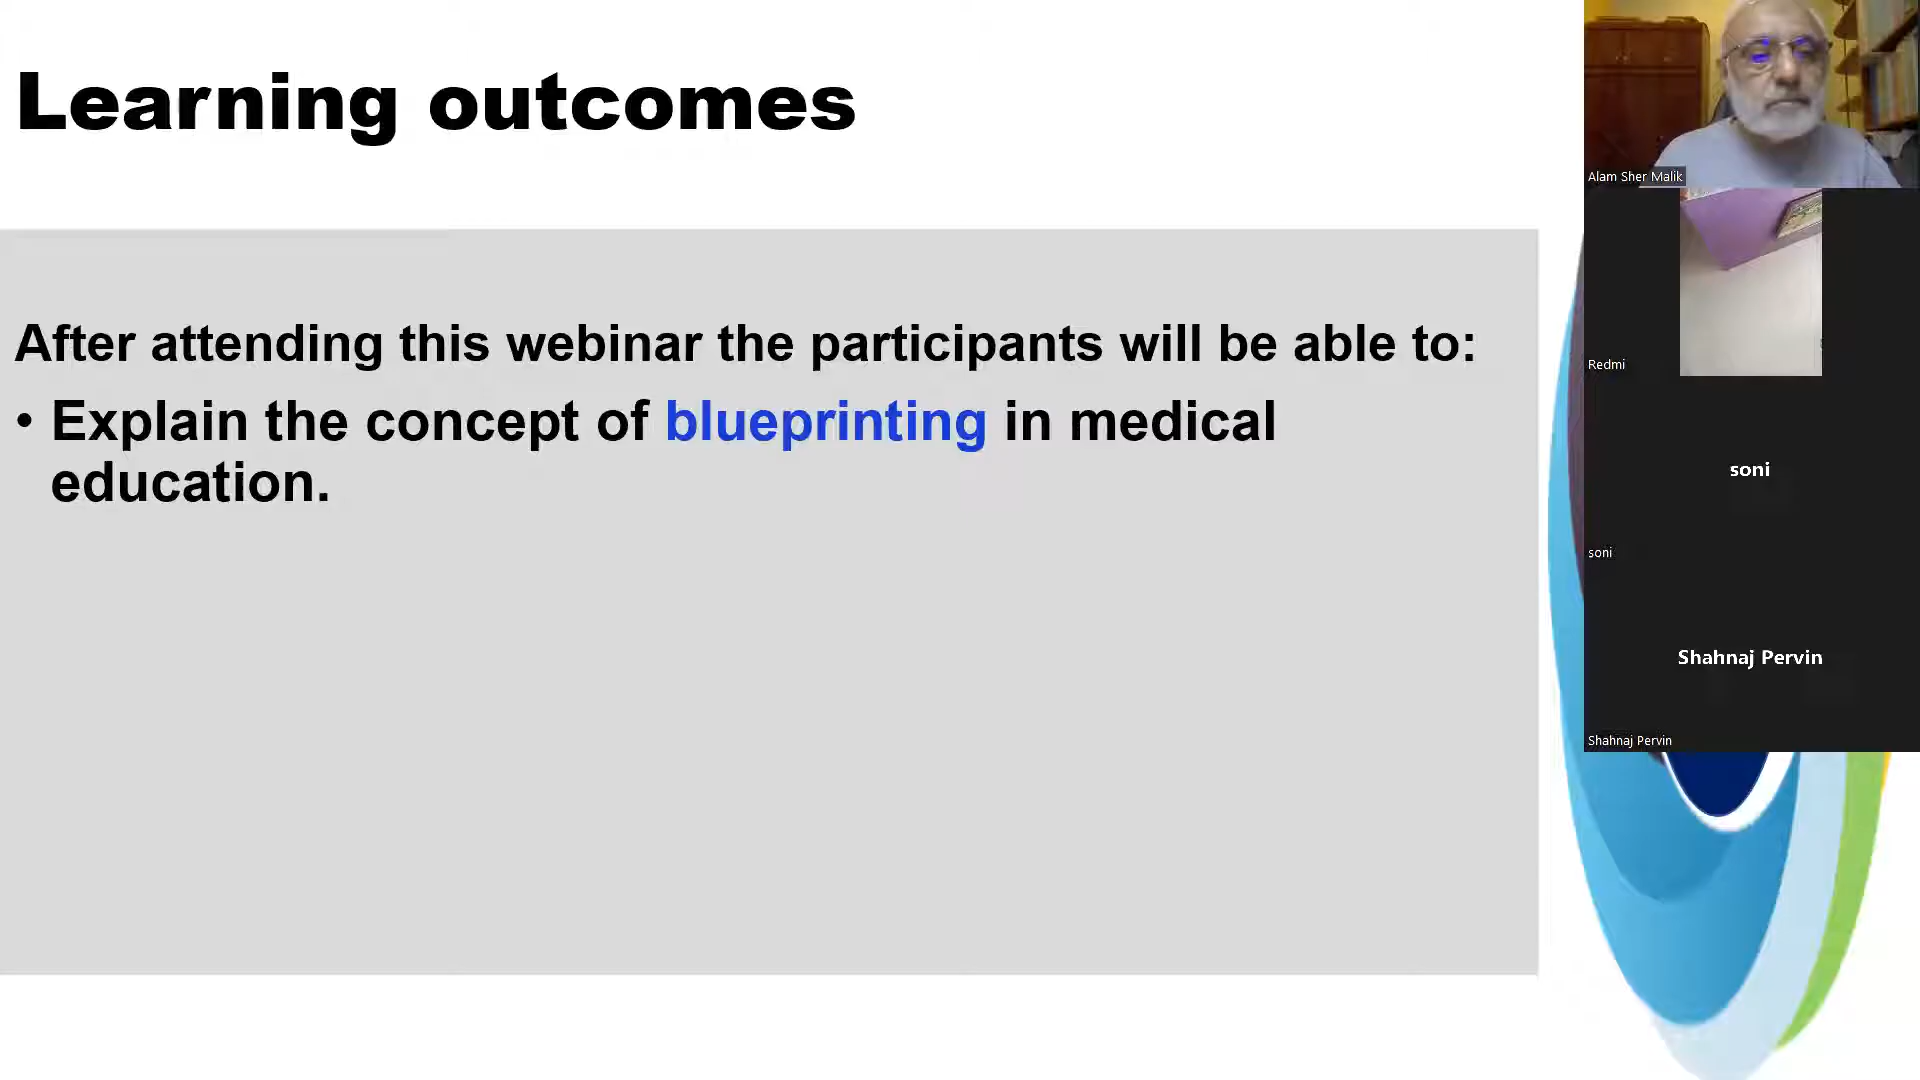 Learning outcomes
After attending this webinar the participants will be able to:
• Explain the concept of blueprinting in medical
education.
Alam Sher Malik
Redmi
soni
soni
Shahnaj Pervin
Shahnaj Pervin